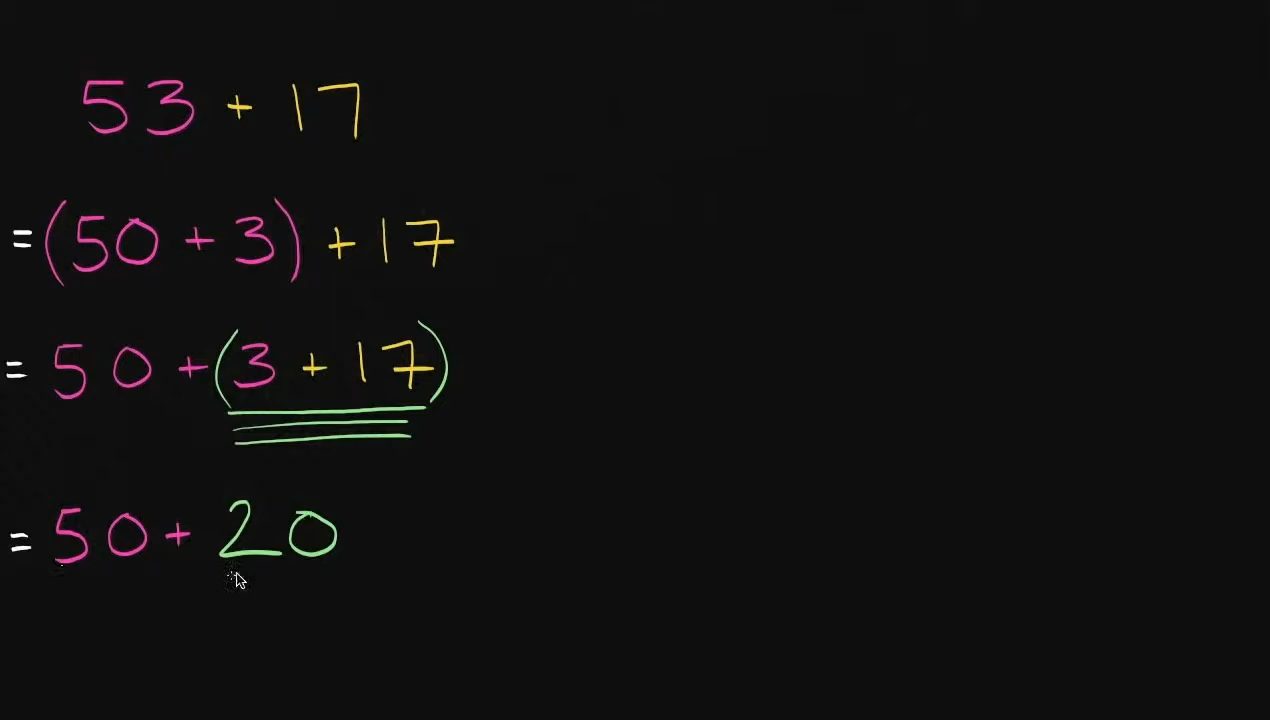 53 + 17
= (50 + 3) + 17
= 50 + (3 + 17)
= 50 + 20